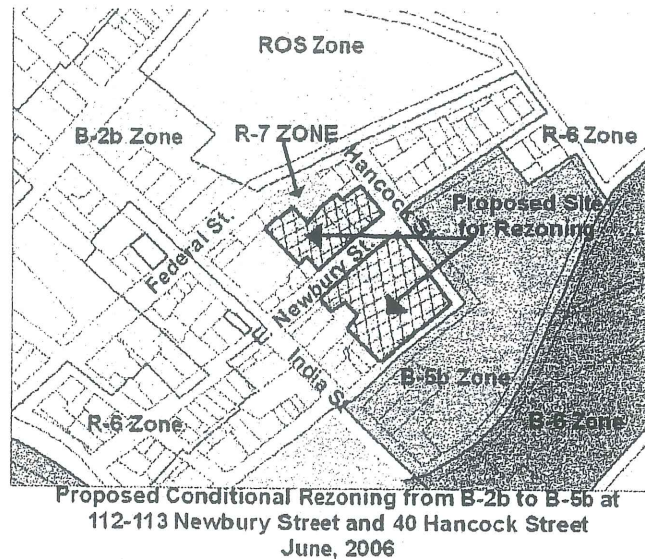 ROS Zone
B-2b Zone
R-7 ZONE
R-6 Zone
Hancock S.
Proposed Site
for Rezoning
Federal St.
Newbury St.
E
India St
B-5b Zone
R-6 Zone
B-6 Zone
Proposed Conditional Rezoning from B-2b to B-5b at
112-113 Newbury Street and 40 Hancock Street
June, 2006